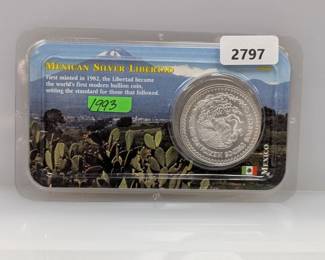 2797
MEXICAN SILVER LIBERTAD
First minted in 1982, the Libertad became
the world's first modern bullion coin,
setting the standard for those that followed.
1993
MEXICO